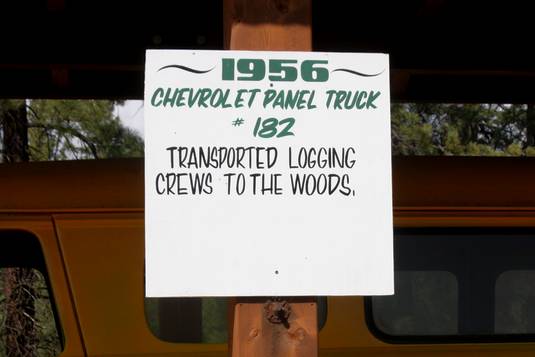 1956
CHEVROLET PANEL TRUCK
# 182
TRANSPORTED LOGGING
CREWS TO THE WOODS.